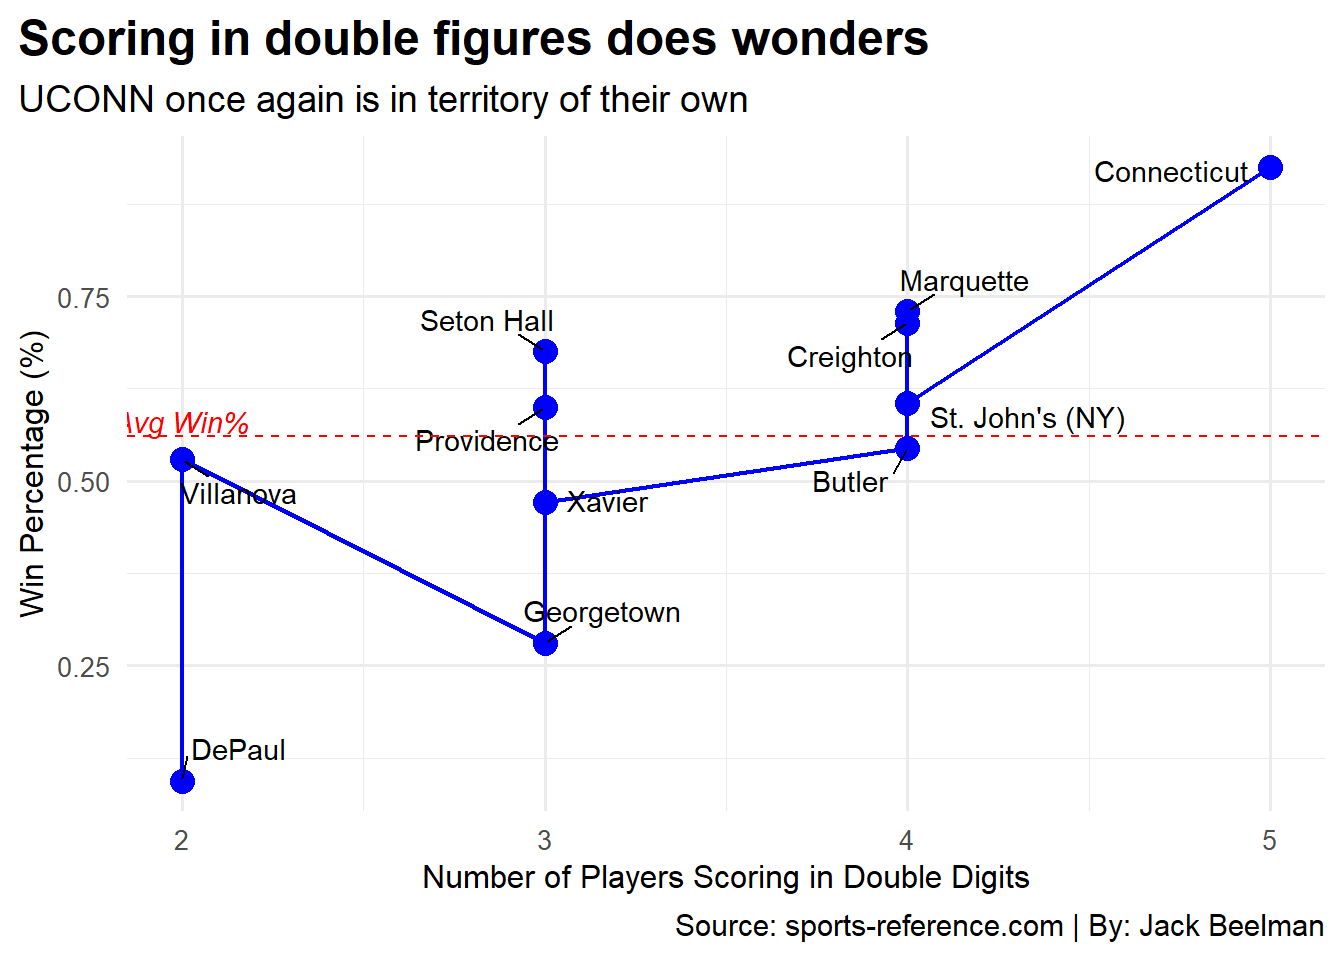 Scoring in double figures does wonders
UCONN once again is in territory of their own
Connecticut
Marquette
0.75
Seton Hall
Creighton
Avg Win%
St. John's (NY)
Providence
0.50
Villanova
Xavier
Butler
Georgetown
0.25
DePaul
Win Percentage (%)
2
3
4
5
Number of Players Scoring in Double Digits
Source: sports-reference.com | By: Jack Beelman